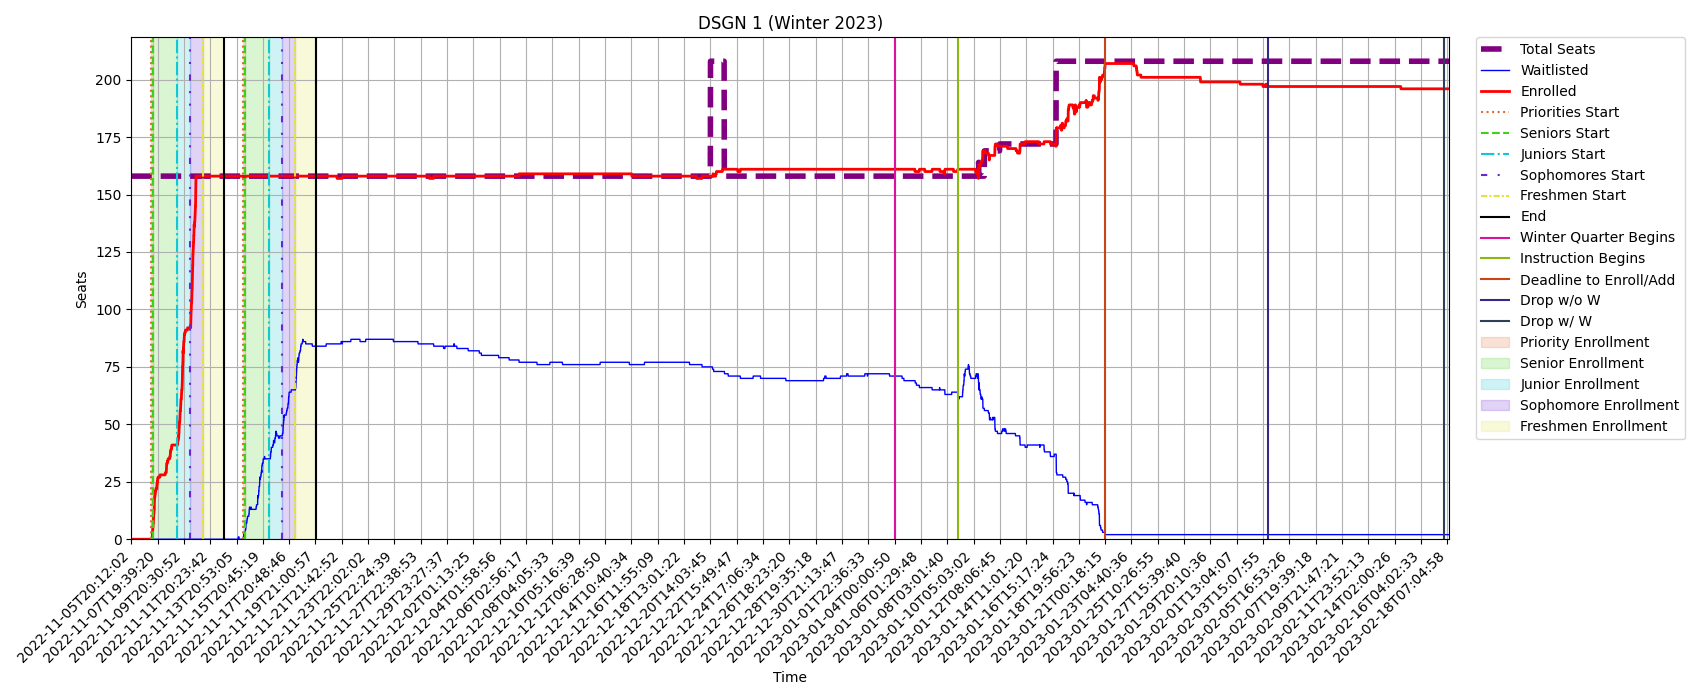 DSGN 1 (Winter 2023)
Seats
200
175
150
125
100
75
50
25
0
2022-11-05T20:12:02
2022-11-07T19:39:20
2022-11-09T20:30:52
2022-11-11T20:23:42
2022-11-13T20:53:05
2022-11-15T20:45:19
2022-11-17T20:48:46
2022-11-19T21:00:57
2022-11-21T21:42:52
2022-11-23T22:02:02
2022-11-25T22:24:39
2022-11-27T22:38:53
2022-11-29T23:27:37
2022-12-02T01:13:25
2022-12-04T01:58:56
2022-12-06T02:56:17
2022-12-08T04:05:33
2022-12-10T05:16:39
2022-12-12T06:28:50
2022-12-14T10:40:34
2022-12-16T11:55:09
2022-12-18T13:01:22
2022-12-20T14:03:45
2022-12-22T15:49:47
2022-12-24T17:06:34
2022-12-26T18:23:20
2022-12-28T19:35:18
2022-12-30T21:13:47
2023-01-01T22:36:33
2023-01-04T00:00:50
2023-01-06T01:29:48
2023-01-08T03:01:40
2023-01-10T05:03:02
2023-01-12T08:06:45
2023-01-14T11:01:20
2023-01-16T15:17:24
2023-01-18T19:56:23
2023-01-21T00:18:15
2023-01-23T04:40:36
2023-01-25T10:26:55
2023-01-27T15:39:40
2023-01-29T20:10:36
2023-02-01T13:04:07
2023-02-03T15:07:55
2023-02-05T16:53:26
2023-02-07T19:39:18
2023-02-09T21:47:21
2023-02-11T23:52:13
2023-02-14T02:00:26
2023-02-16T04:02:33
2023-02-18T07:04:58
Time
Total Seats
Waitlisted
Enrolled
Priorities Start
Seniors Start
Juniors Start
Sophomores Start
Freshmen Start
End
Winter Quarter Begins
Instruction Begins
Deadline to Enroll/Add
Drop w/o W
Drop w/ W
Priority Enrollment
Senior Enrollment
Junior Enrollment
Sophomore Enrollment
Freshmen Enrollment